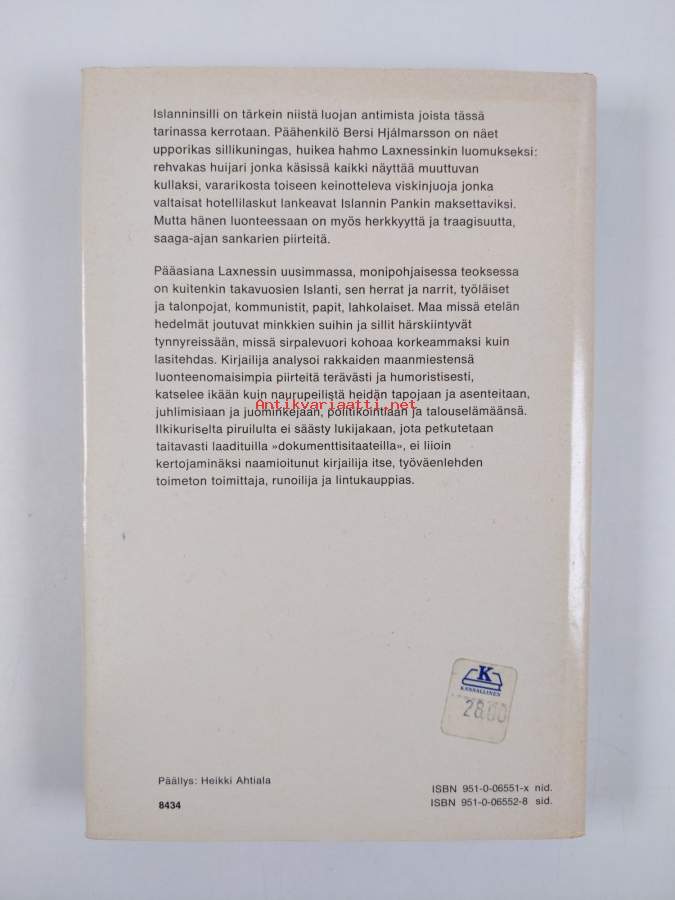 Islanninsilli on tärkein niistä luojan antimista joista tässä
tarinassa kerrotaan. Päähenkilö Bersi Hjálmarsson on näet
upporikas sillikuningas, huikea hahmo Laxnessinkin luomukseksi:
rehvakas huijari jonka käsissä kaikki näyttää muuttuvan
kullaksi, vararikosta toiseen keinotteleva viskinjuoja jonka
valtaisat hotellilaskut lankeavat Islannin Pankin maksettaviksi.
Mutta hänen luonteessaan on myös herkkyyttä ja traagisuutta,
saaga-ajan sankarien piirteitä.
Pääasiana Laxnessin uusimmassa, monipohjaisessa teoksessa
on kuitenkin takavuosien Islanti, sen herrat ja narrit, työläiset
ja talonpojat, kommunistit, papit, lahkolaiset. Maa missä etelän
hedelmät joutuvat minkkien suihin ja sillit härskiintyvät
tynnyreissään, missä sirpalevuori kohoaa korkeammaksi kuin
lasitehdas. Kirjailija analysoi rakkaiden maanmiestensä
luonteenomaisimpia piirteitä terävästi ja humoristisesti,
katselee ikään kuin naurupeilistä heidän tapojaan ja asenteitaan,
juhlimisiaan ja juominkejaan, politikointiaan ja talouselämäänsä.
Antikvariaatti.net
Ilkikuriselta piruilulta ei säästy lukijakaan, jota petkutetaan
taitavasti laadituilla »dokumenttisitaateilla», ei liioin
kertojaminäksi naamioitunut kirjailija itse, työväenlehden
toimeton toimittaja, runoilija ja lintukauppias.
K
KANSALLINEN
28.00
Päällys: Heikki Ahtiala
8434
ISBN 951-0-06551-x nid.
ISBN 951-0-06552-8 sid.